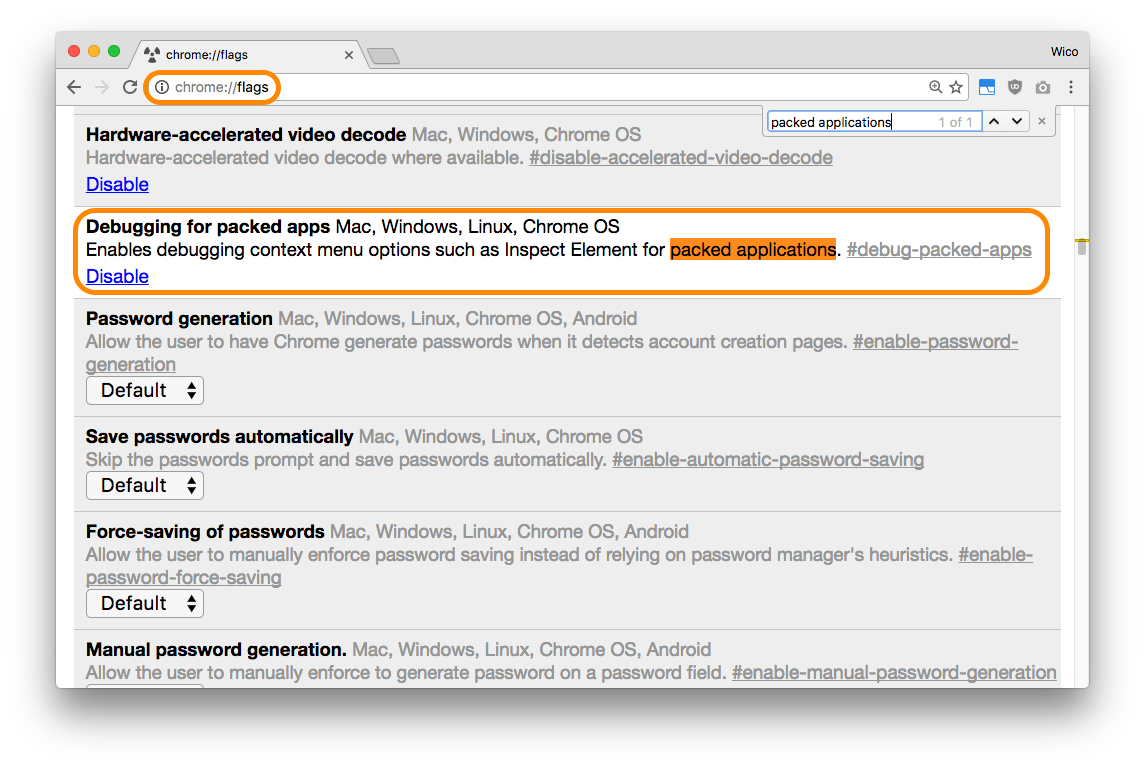 chrome://flags
Wico
chrome://flags
packed applications 1 of 1
Hardware-accelerated video decode Mac, Windows, Chrome OS
Hardware-accelerated video decode where available. #disable-accelerated-video-decode
Disable
Debugging for packed apps Mac, Windows, Linux, Chrome OS
Enables debugging context menu options such as Inspect Element for packed applications. #debug-packed-apps
Disable
Password generation Mac, Windows, Linux, Chrome OS, Android
Allow the user to have Chrome generate passwords when it detects account creation pages. #enable-password-
generation
Default
Save passwords automatically Mac, Windows, Linux, Chrome OS
Skip the passwords prompt and save passwords automatically. #enable-automatic-password-saving
Default
Force-saving of passwords Mac, Windows, Linux, Chrome OS, Android
Allow the user to manually enforce password saving instead of relying on password manager's heuristics. #enable-
password-force-saving
Default
Manual password generation. Mac, Windows, Linux, Chrome OS, Android
Allow the user to manually enforce to generate password on a password field. #enable-manual-password-generation